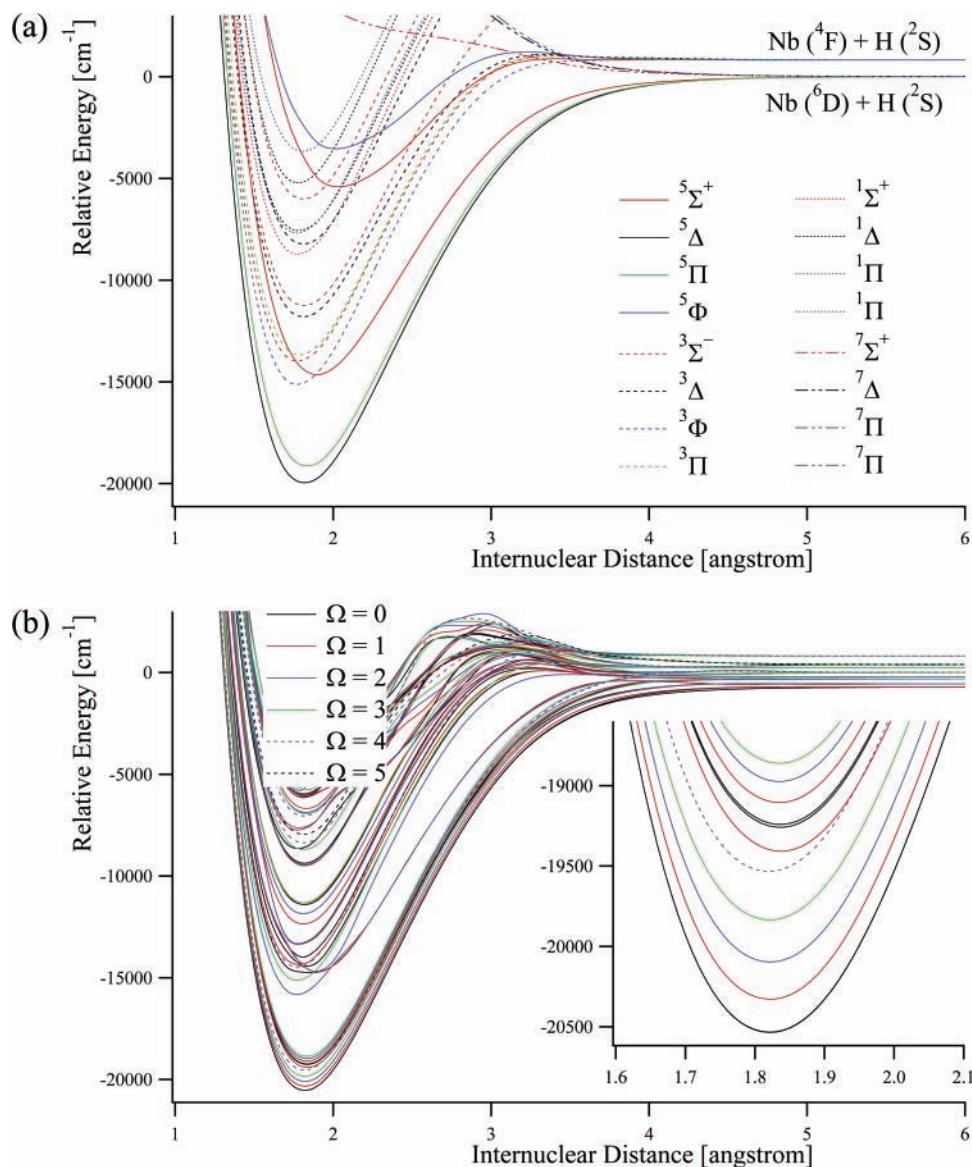 (a)
Nb (⁴F) + H (²S)
Nb (⁶D) + H (²S)
0
-5000
-10000
-15000
-20000
Relative Energy [cm⁻¹]
⁵Σ⁺ ¹Σ⁺
⁵Δ ¹Δ
⁵Π ¹Π
⁵Φ ¹Π
³Σ⁻ ⁷Σ⁺
³Δ ⁷Δ
³Φ ⁷Π
³Π ⁷Π
1 2 3 4 5 6
Internuclear Distance [angstrom]
(b)
Ω = 0
Ω = 1
Ω = 2
Ω = 3
Ω = 4
Ω = 5
0
-5000
-10000
-15000
-20000
Relative Energy [cm⁻¹]
-19000
-19500
-20000
-20500
1.6 1.7 1.8 1.9 2.0 2.1
1 2 3 4 5 6
Internuclear Distance [angstrom]